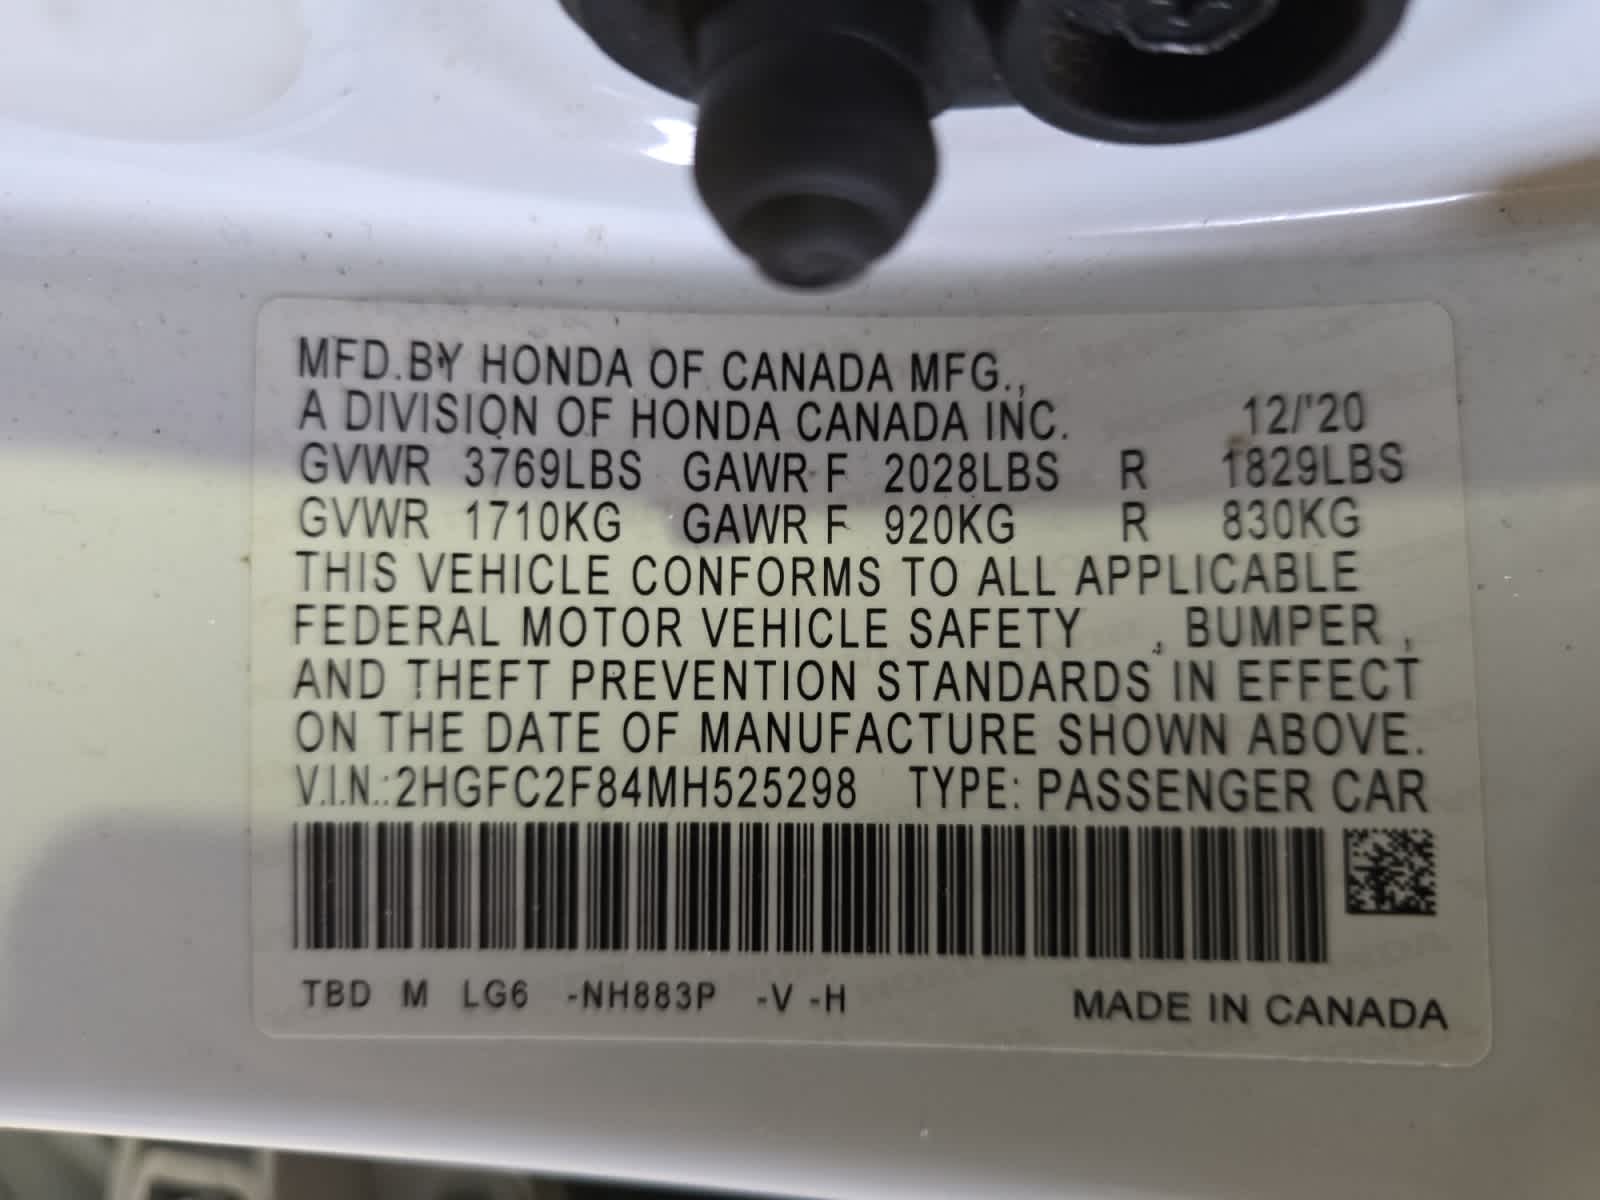 MFD.BY HONDA OF CANADA MFG.,
A DIVISION OF HONDA CANADA INC. 12/'20
GVWR 3769LBS GAWR F 2028LBS R 1829LBS
GVWR 1710KG GAWR F 920KG R 830KG
THIS VEHICLE CONFORMS TO ALL APPLICABLE
FEDERAL MOTOR VEHICLE SAFETY , BUMPER ,
AND THEFT PREVENTION STANDARDS IN EFFECT
ON THE DATE OF MANUFACTURE SHOWN ABOVE.
V.I.N.:2HGFC2F84MH525298 TYPE: PASSENGER CAR
TBD M LG6 -NH883P -V -H MADE IN CANADA